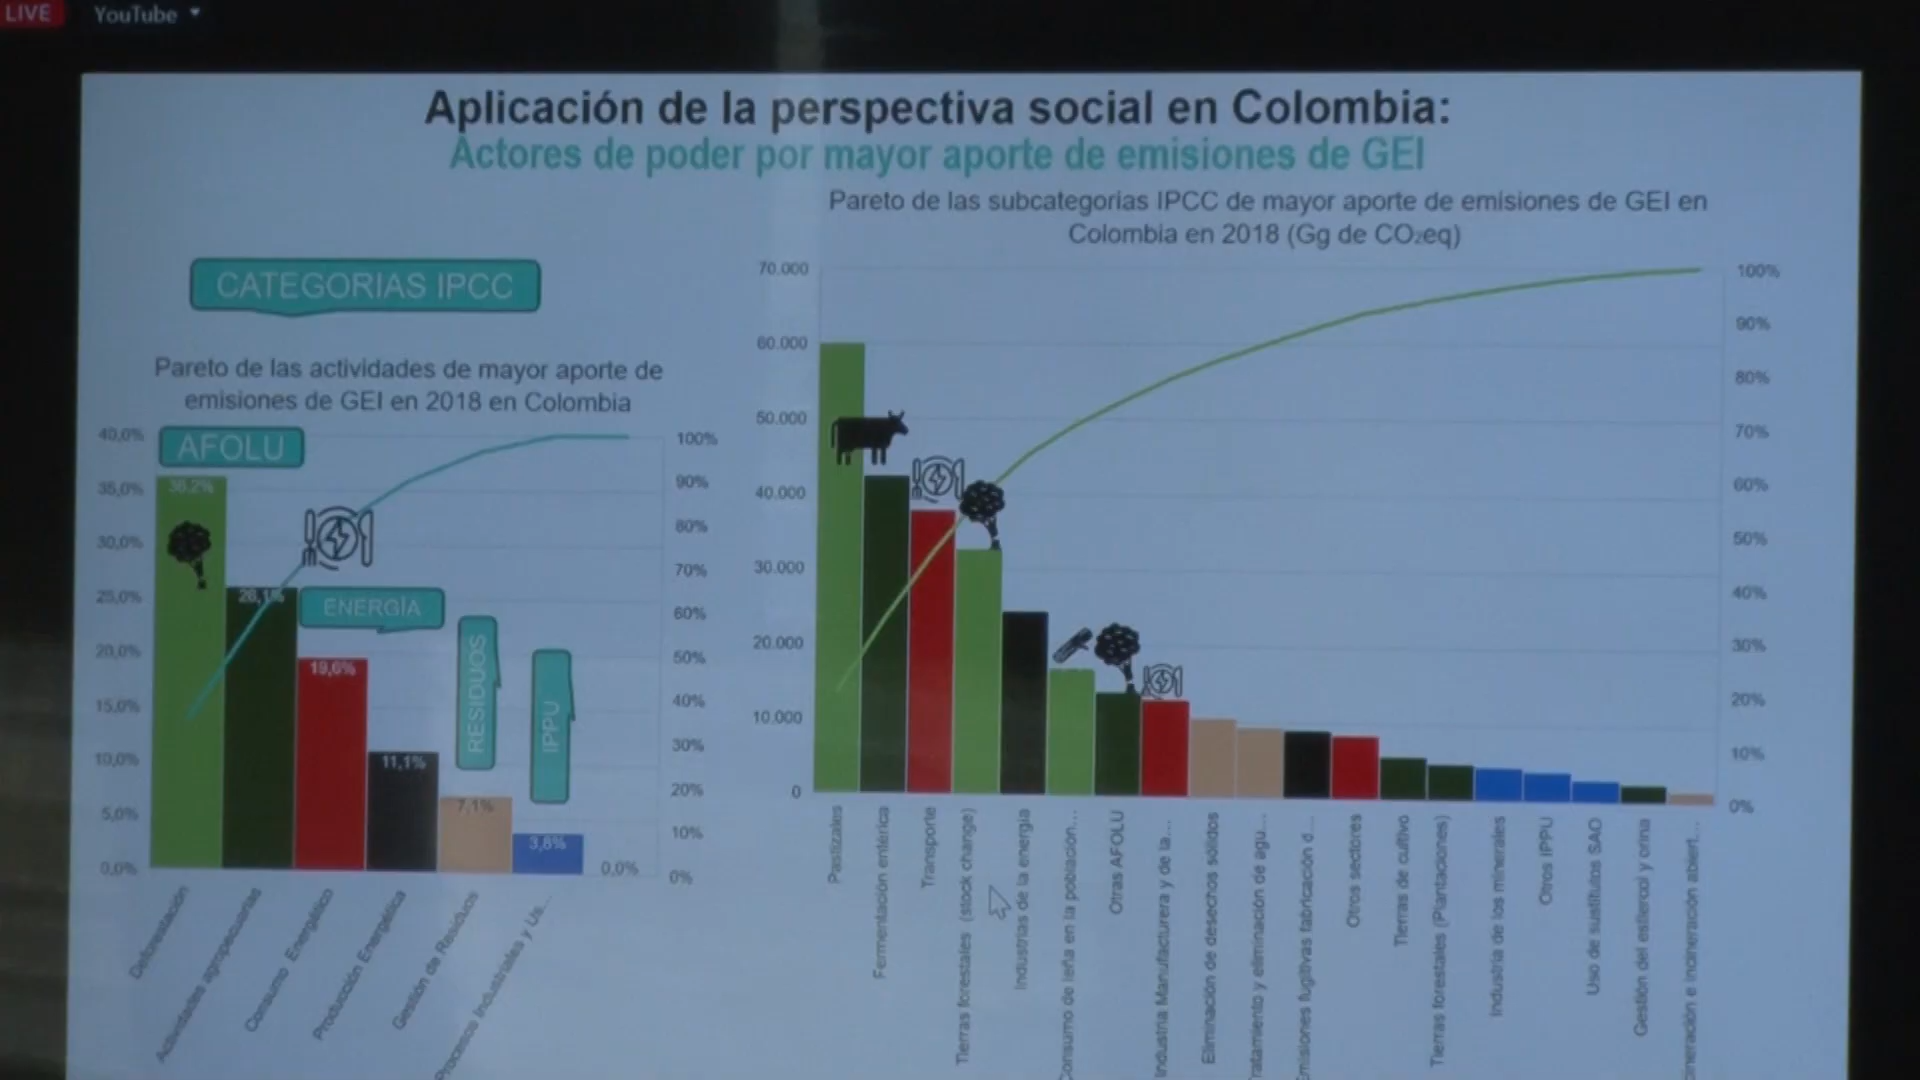 LIVE
YouTube
Aplicación de la perspectiva social en Colombia:
Actores de poder por mayor aporte de emisiones de GEI
CATEGORIAS IPCC
Pareto de las actividades de mayor aporte de
emisiones de GEI en 2018 en Colombia
40,0%
35,0%
30,0%
25,0%
20,0%
15,0%
10,0%
5,0%
0,0%
AFOLU
36.2%
26,1%
ENERGÍA
19,6%
11,1%
RESIDUOS
7,1%
IPPU
3,8%
0,0%
100%
90%
80%
70%
60%
50%
40%
30%
20%
10%
0%
Deforestación
Actividades agropecuarias
Consumo Energético
Producción Energética
Gestión de Residuos
Procesos Industriales y Us...
Pareto de las subcategorias IPCC de mayor aporte de emisiones de GEI en
Colombia en 2018 (Gg de CO₂eq)
70.000
60.000
50.000
40.000
30.000
20.000
10.000
0
100%
90%
80%
70%
60%
50%
40%
30%
20%
10%
0%
Pastizales
Fermentación entérica
Transporte
Tierras forestales (stock change)
Industrias de la energía
Consumo de leña en la población...
Otras AFOLU
Industria Manufacturera y de la...
Eliminación de desechos solidos
ratamiento y eliminación de agu...
Emisiones fugitivas fabricación d...
Otros sectores
Tierras de cultivo
Tierras forestales (Plantaciones)
Industria de los minerales
Otros IPPU
Uso de sustitutos SAO
Gestión del estiercol y orina
cineración e incineración abiert...